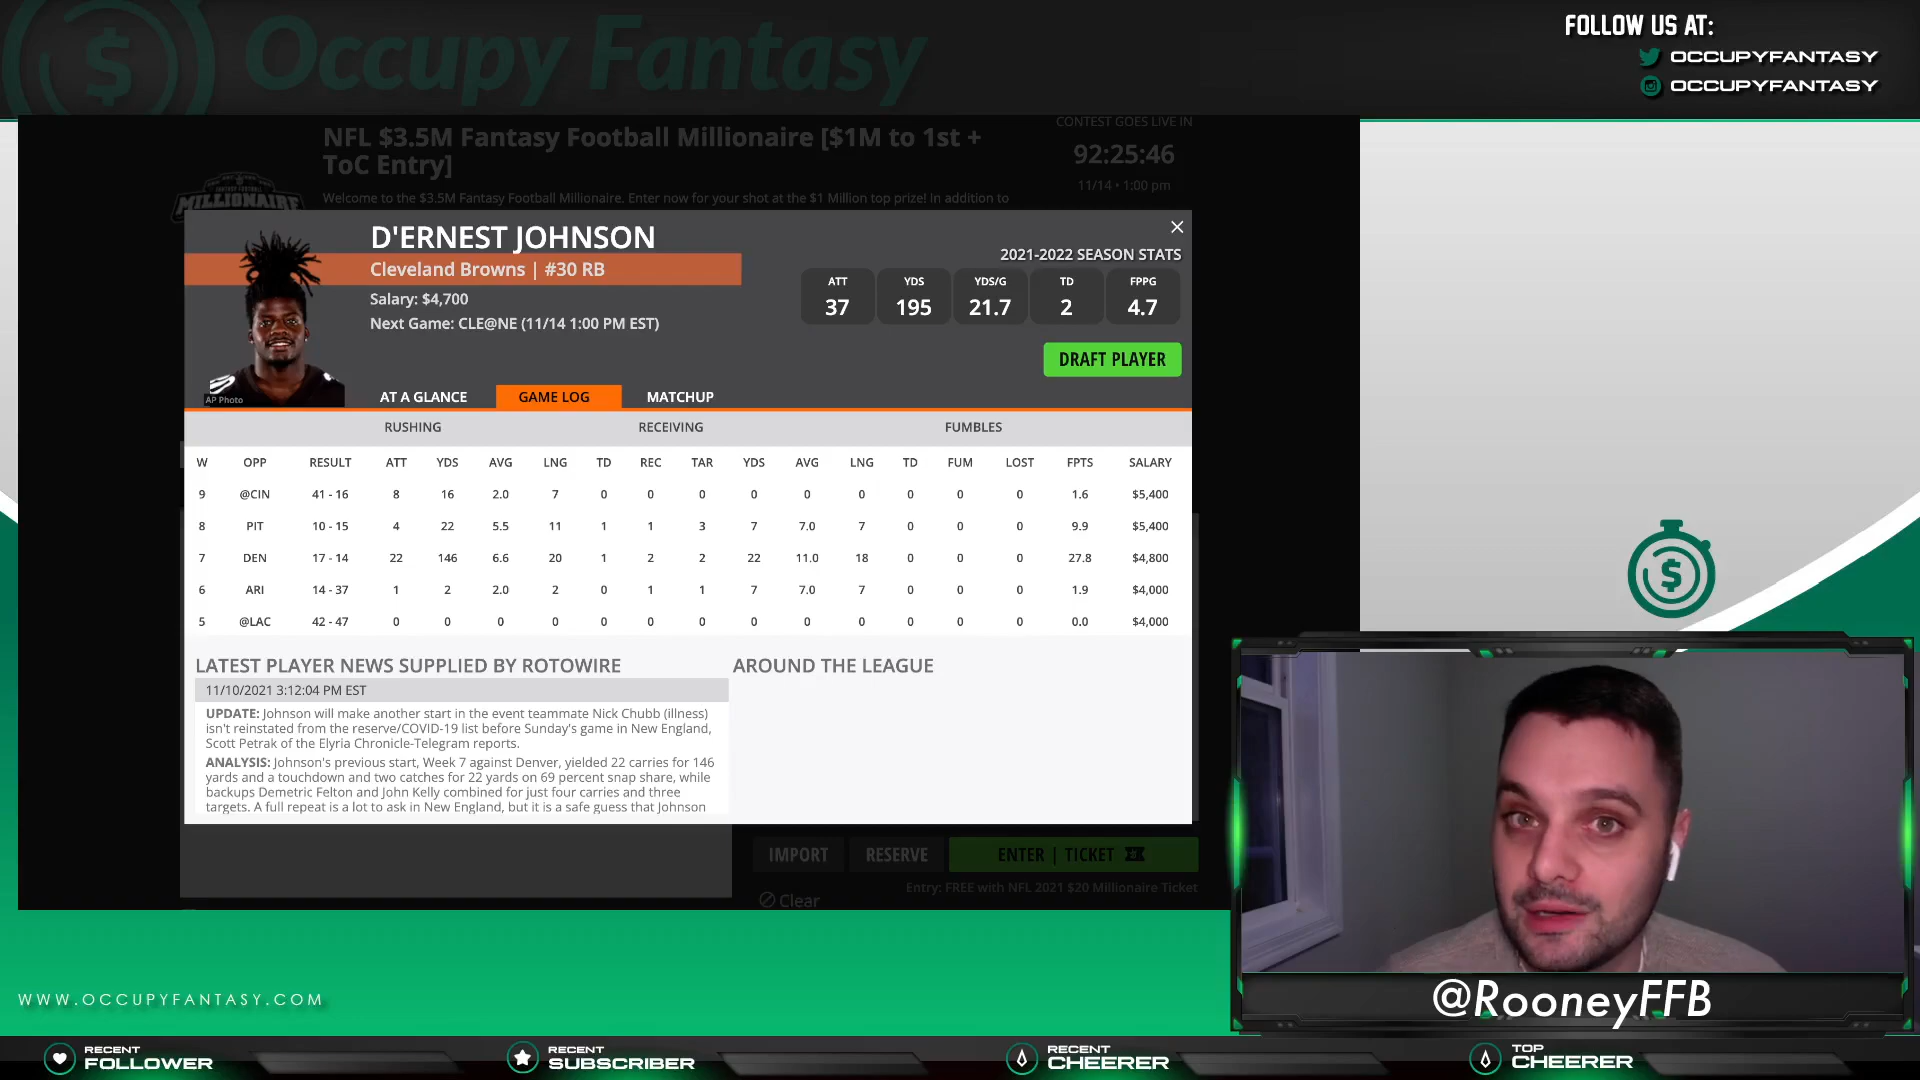 Occupy Fantasy
FOLLOW US AT:
OCCUPYFANTASY
OCCUPYFANTASY
NFL $3.5M Fantasy Football Millionaire [$1M to 1st +
ToC Entry]
CONTEST GOES LIVE IN
92:25:46
11/14 • 1:00 pm
FANTASY FOOTBALL
MILLIONAIRE
Welcome to the $3.5M Fantasy Football Millionaire. Enter now for your shot at the $1 Million top prize! In addition to
D'ERNEST JOHNSON
Cleveland Browns | #30 RB
Salary: $4,700
Next Game: CLE@NE (11/14 1:00 PM EST)
AP Photo
2021-2022 SEASON STATS
ATT YDS YDS/G TD FPPG
37 195 21.7 2 4.7
DRAFT PLAYER
AT A GLANCE GAME LOG MATCHUP
RUSHING RECEIVING FUMBLES
W OPP RESULT ATT YDS AVG LNG TD REC TAR YDS AVG LNG TD FUM LOST FPTS SALARY
9 @CIN 41 - 16 8 16 2.0 7 0 0 0 0 0 0 0 0 0 1.6 $5,400
8 PIT 10 - 15 4 22 5.5 11 1 1 3 7 7.0 7 0 0 0 9.9 $5,400
7 DEN 17 - 14 22 146 6.6 20 1 2 2 22 11.0 18 0 0 0 27.8 $4,800
6 ARI 14 - 37 1 2 2.0 2 0 1 1 7 7.0 7 0 0 0 1.9 $4,000
5 @LAC 42 - 47 0 0 0 0 0 0 0 0 0 0 0 0 0 0.0 $4,000
LATEST PLAYER NEWS SUPPLIED BY ROTOWIRE
AROUND THE LEAGUE
11/10/2021 3:12:04 PM EST
UPDATE: Johnson will make another start in the event teammate Nick Chubb (illness)
isn't reinstated from the reserve/COVID-19 list before Sunday's game in New England,
Scott Petrak of the Elyria Chronicle-Telegram reports.
ANALYSIS: Johnson's previous start, Week 7 against Denver, yielded 22 carries for 146
yards and a touchdown and two catches for 22 yards on 69 percent snap share, while
backups Demetric Felton and John Kelly combined for just four carries and three
targets. A full repeat is a lot to ask in New England, but it is a safe guess that Johnson
IMPORT RESERVE ENTER | TICKET
Entry: FREE with NFL 2021 $20 Millionaire Ticket
Clear
WWW.OCCUPYFANTASY.COM
@RooneyFFB
RECENT
FOLLOWER
RECENT
SUBSCRIBER
RECENT
CHEERER
TOP
CHEERER